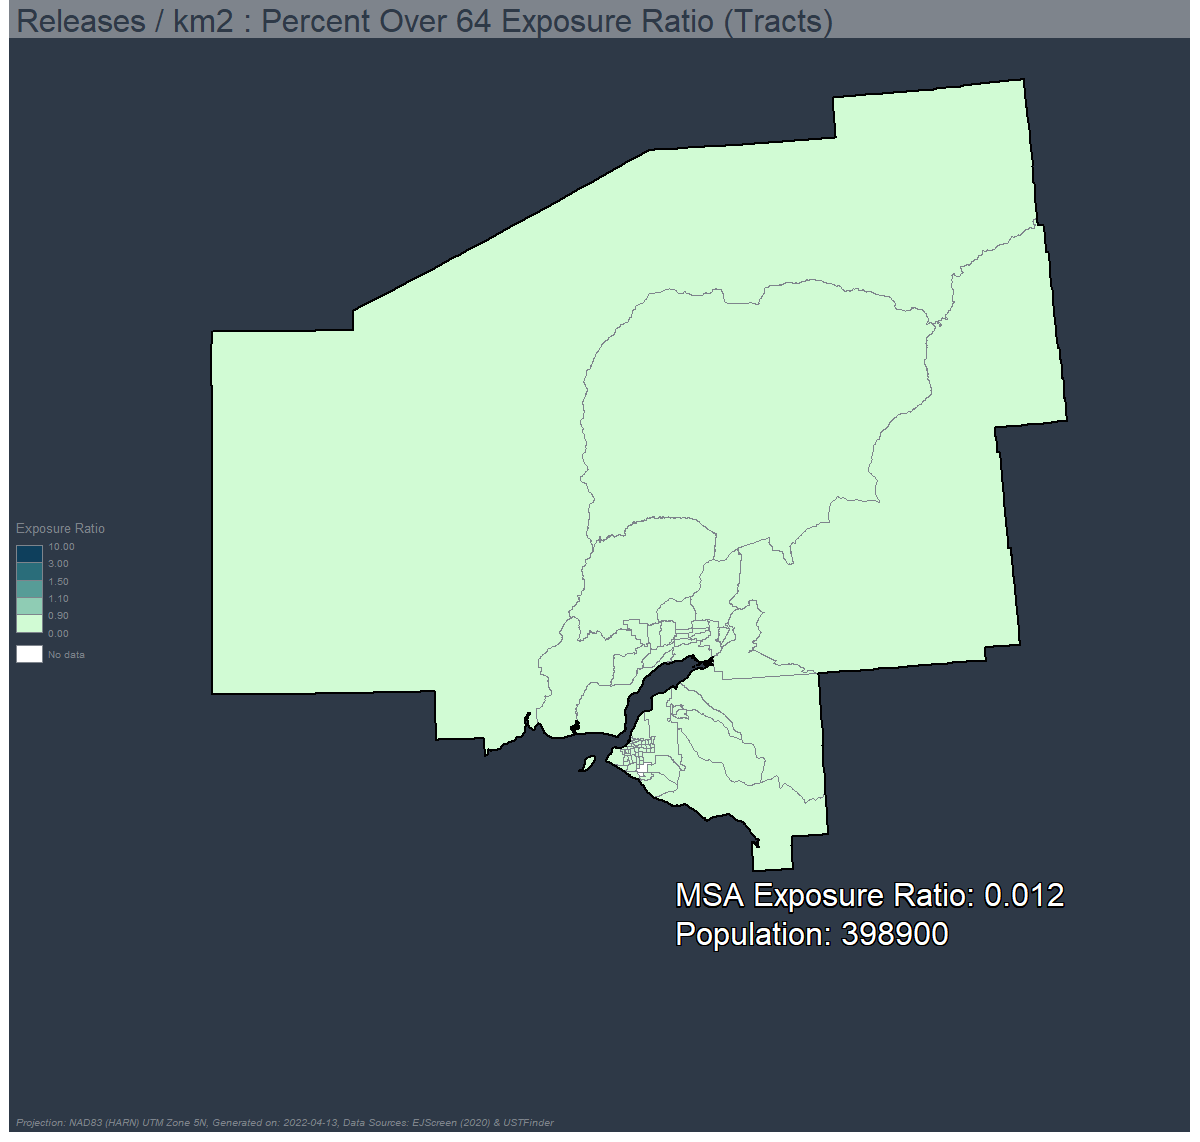 Releases / km2 : Percent Over 64 Exposure Ratio (Tracts)
Exposure Ratio
10.00
3.00
1.50
1.10
0.90
0.00
No data
MSA Exposure Ratio: 0.012
Population: 398900
Projection: NAD83 (HARN) UTM Zone 5N, Generated on: 2022-04-13, Data Sources: EJScreen (2020) & USTFinder